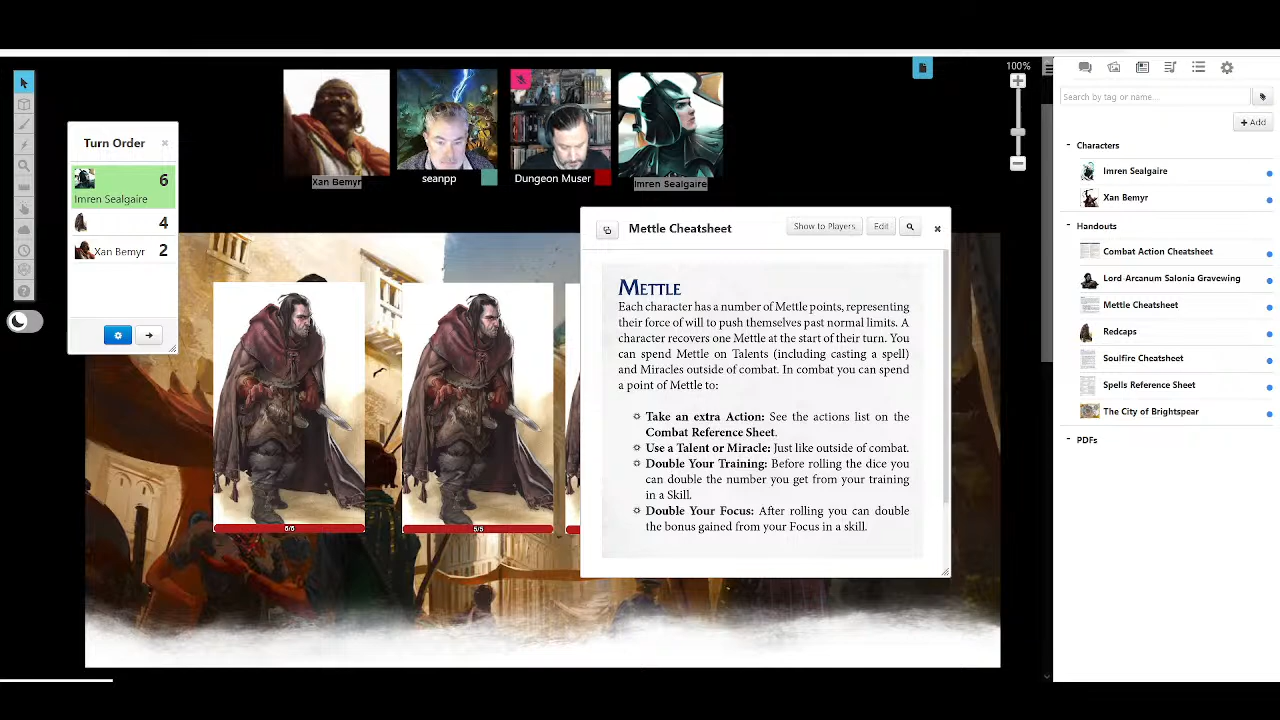 100%
Search by tag or name...
+ Add
Characters
Imren Sealgaire
Xan Bemyr
Handouts
Combat Action Cheatsheet
Lord-Arcanum Salonia Gravewing
Mettle Cheatsheet
Redcaps
Soulfire Cheatsheet
Spells Reference Sheet
The City of Brightspear
PDFs
Xan Bemyr
seanpp
Dungeon Muser
Imren Sealgaire
Turn Order
6
Imren Sealgaire
4
Xan Bemyr 2
5/5
5/5
Mettle Cheatsheet
Show to Players
Edit
METTLE
Each character has a number of Mettle points, representing
their force of will to push themselves past normal limits. A
character recovers one Mettle at the start of their turn. You
can spend Mettle on Talents (including casting a spell)
and Miracles outside of combat. In combat you can spend
a point of Mettle to:
Take an extra Action: See the actions list on the
Combat Reference Sheet.
Use a Talent or Miracle: Just like outside of combat.
Double Your Training: Before rolling the dice you
can double the number you get from your training
in a Skill.
Double Your Focus: After rolling you can double
the bonus gained from your Focus in a skill.